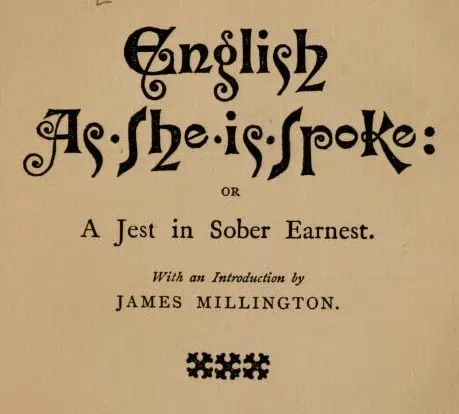 English
As·She·is·Spoke:
OR
A Jest in Sober Earnest.
With an Introduction by
JAMES MILLINGTON.